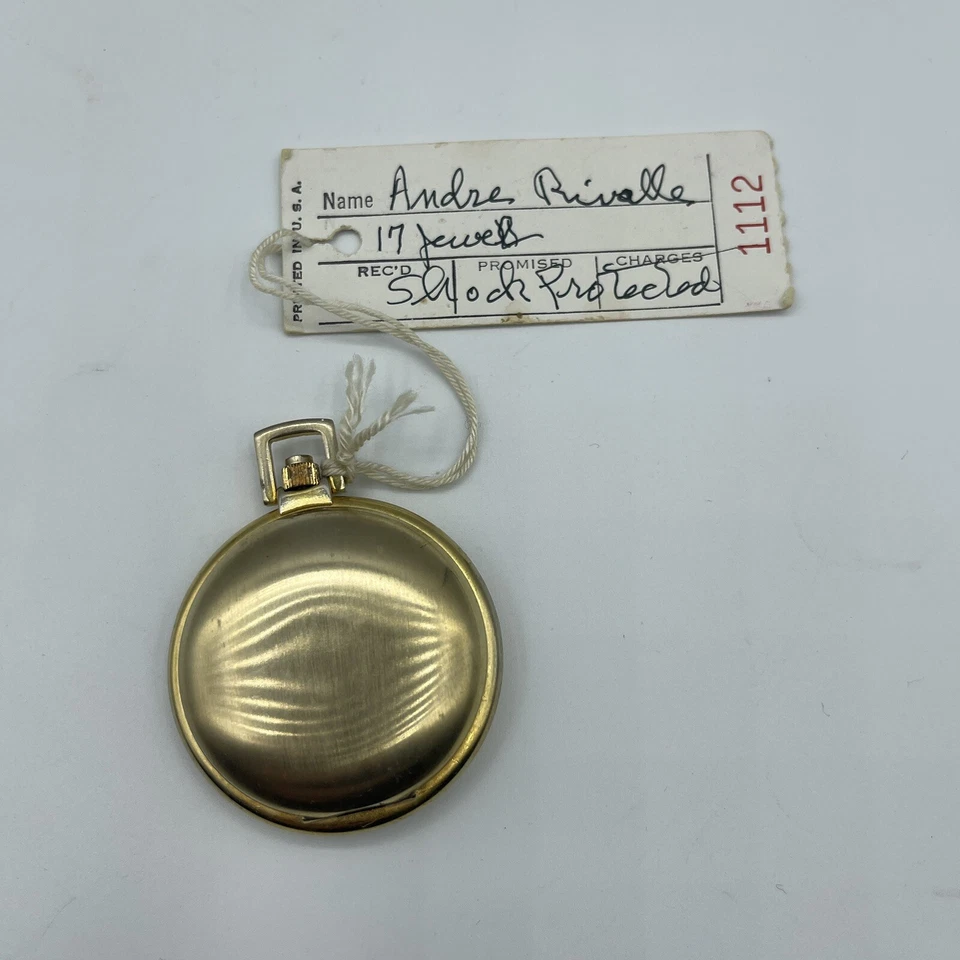 PRINTED IN U.S.A.
Name Andre Rivalle
17 Jewels
REC'D PROMISED CHARGES
Shock Protected
1112